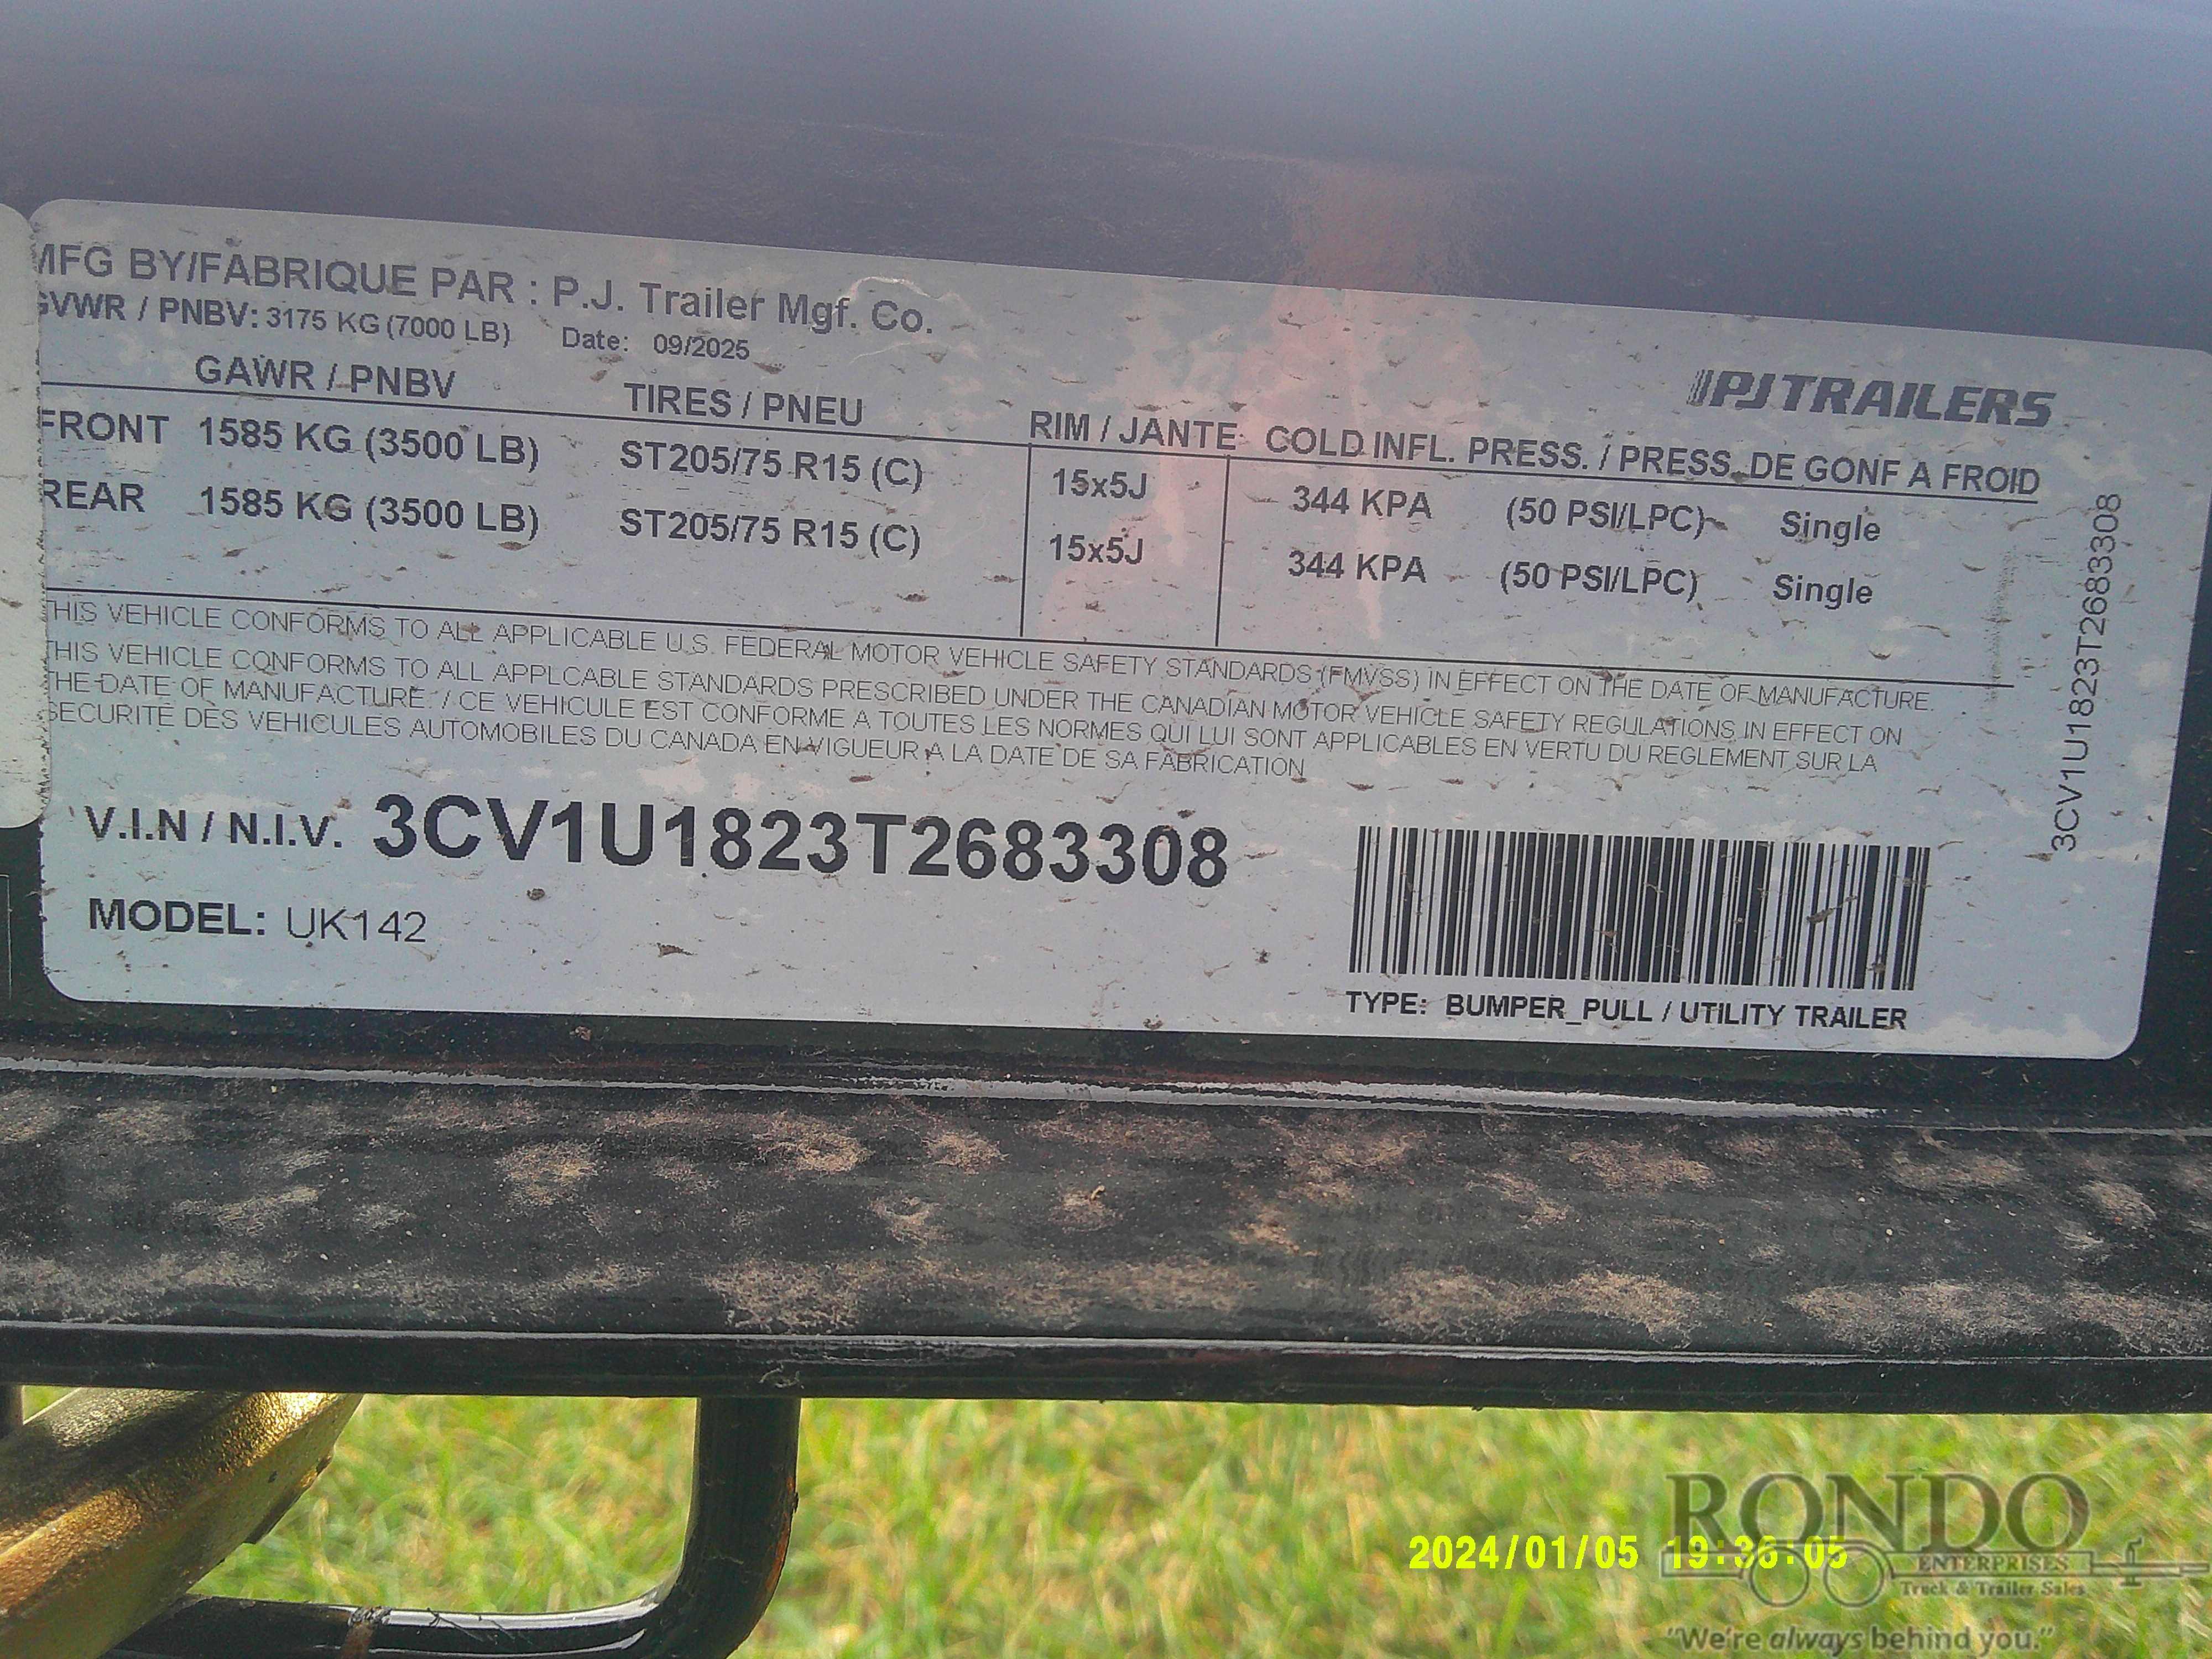 MFG BY/FABRIQUE PAR : P.J. Trailer Mgf. Co.
GVWR / PNBV: 3175 KG (7000 LB) Date: 09/2025
PJTRAILERS
GAWR / PNBV TIRES / PNEU RIM / JANTE COLD INFL. PRESS. / PRESS. DE GONF A FROID
FRONT 1585 KG (3500 LB) ST205/75 R15 (C) 15x5J 344 KPA (50 PSI/LPC) Single
REAR 1585 KG (3500 LB) ST205/75 R15 (C) 15x5J 344 KPA (50 PSI/LPC) Single
THIS VEHICLE CONFORMS TO ALL APPLICABLE U.S. FEDERAL MOTOR VEHICLE SAFETY STANDARDS (FMVSS) IN EFFECT ON THE DATE OF MANUFACTURE.
THIS VEHICLE CONFORMS TO ALL APPLCABLE STANDARDS PRESCRIBED UNDER THE CANADIAN MOTOR VEHICLE SAFETY REGULATIONS IN EFFECT ON
THE DATE OF MANUFACTURE. / CE VEHICULE EST CONFORME A TOUTES LES NORMES QUI LUI SONT APPLICABLES EN VERTU DU REGLEMENT SUR LA
SECURITE DES VEHICULES AUTOMOBILES DU CANADA EN VIGUEUR A LA DATE DE SA FABRICATION
V.I.N / N.I.V. 3CV1U1823T2683308
MODEL: UK142
TYPE: BUMPER_PULL / UTILITY TRAILER
3CV1U1823T2683308
2024/01/05 19:36:05
RONDO
ENTERPRISES
Truck & Trailer Sales
"We're always behind you."